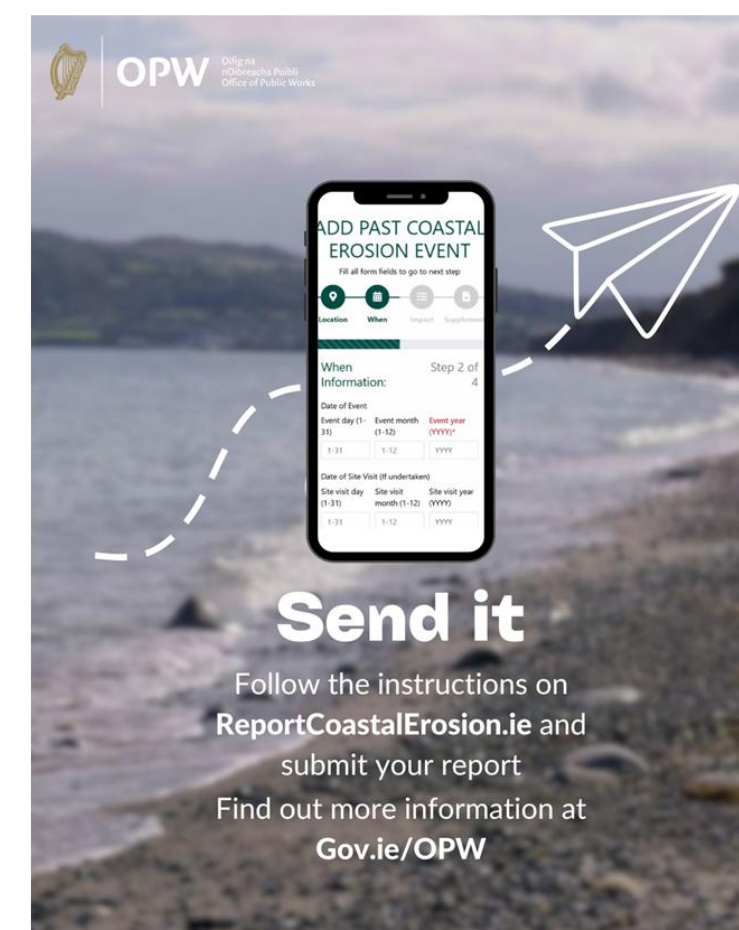 OPW
Oifig na
nOibreacha Poiblí
Office of Public Works
ADD PAST COASTAL
EROSION EVENT
Fill all form fields to go to next step
Location When Impact Supplement
When Step 2 of
Information: 4
Date of Event
Event day (1- Event month Event year
31) (1-12) (YYYY)*
1-31 1-12 YYYY
Date of Site Visit (If undertaken)
Site visit day Site visit Site visit year
(1-31) month (1-12) (YYYY)
1-31 1-12 YYYY
Send it
Follow the instructions on
ReportCoastalErosion.ie and
submit your report
Find out more information at
Gov.ie/OPW